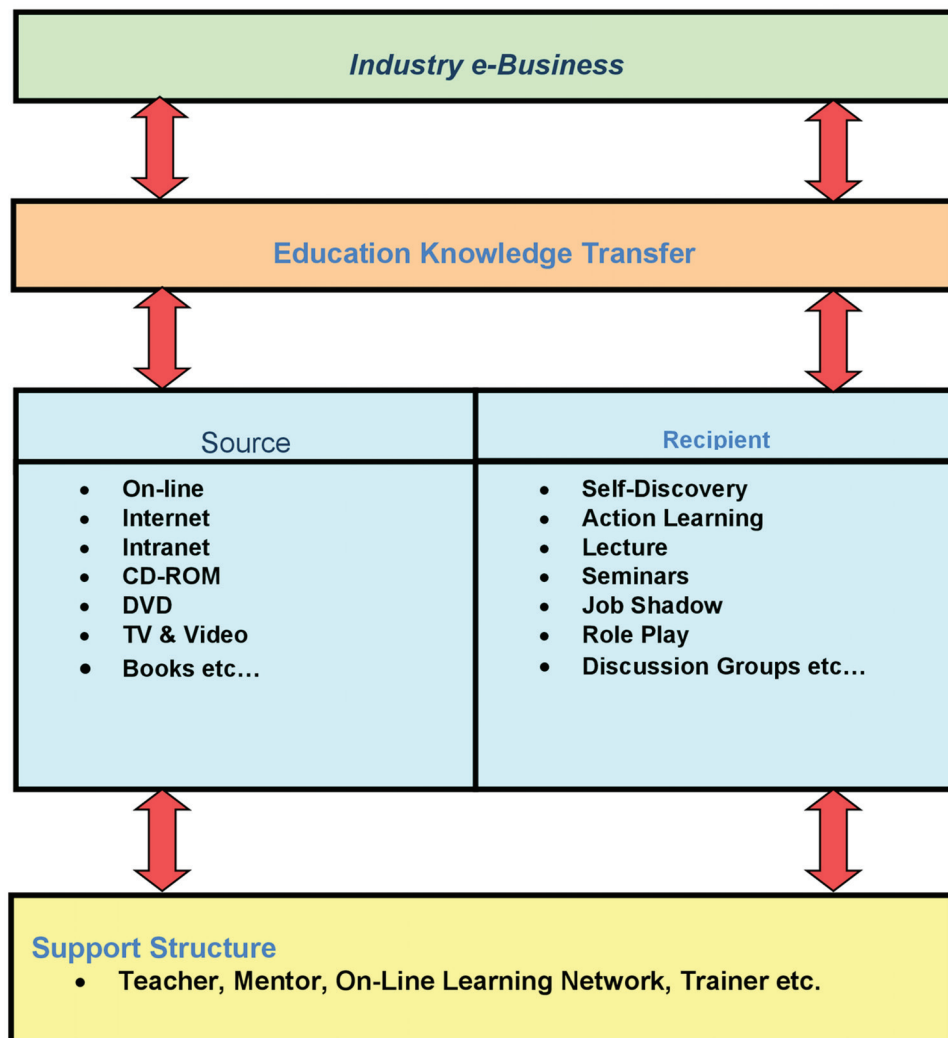 Industry e-Business
Education Knowledge Transfer
Source
• On-line
• Internet
• Intranet
• CD-ROM
• DVD
• TV & Video
• Books etc…
Recipient
• Self-Discovery
• Action Learning
• Lecture
• Seminars
• Job Shadow
• Role Play
• Discussion Groups etc…
Support Structure
• Teacher, Mentor, On-Line Learning Network, Trainer etc.